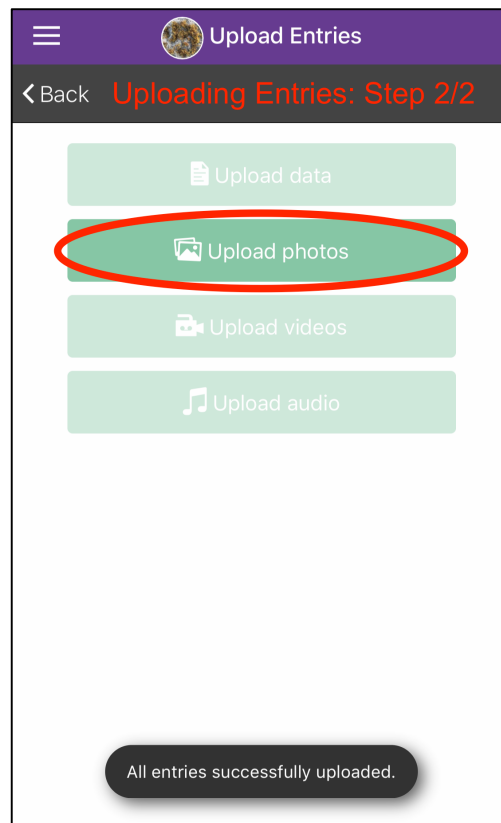 Upload Entries
Back Uploading Entries: Step 2/2
Upload data
Upload photos
Upload videos
Upload audio
All entries successfully uploaded.